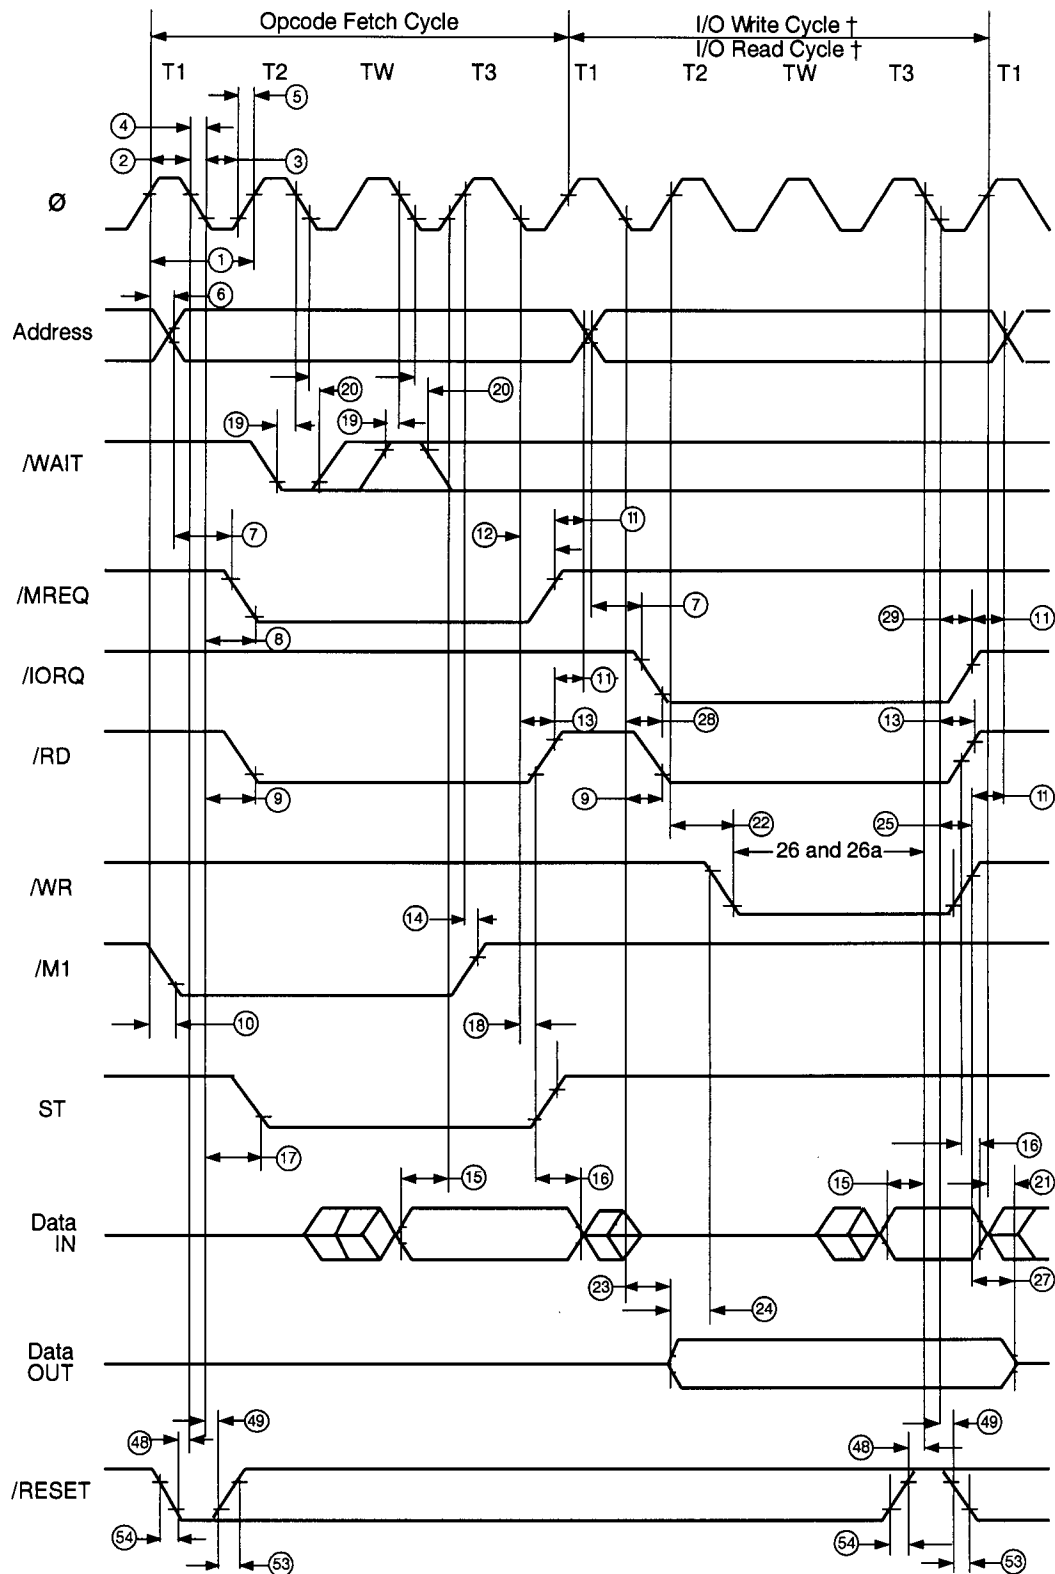 Opcode Fetch Cycle
I/O Write Cycle †
I/O Read Cycle †
T1 T2 TW T3 T1 T2 TW T3 T1
5
4
2 3
Ø
1
6
Address
20 20
19 19
/WAIT
7 12 11
/MREQ
7 29 11
8
/IORQ
11
13 28 13
/RD
9 9 11
22 25
26 and 26a
/WR
14
/M1
10 18
ST
16
17 15 16 15 21
Data
IN
27
23 24
Data
OUT
49 49
48 48
/RESET
54 54
53 53